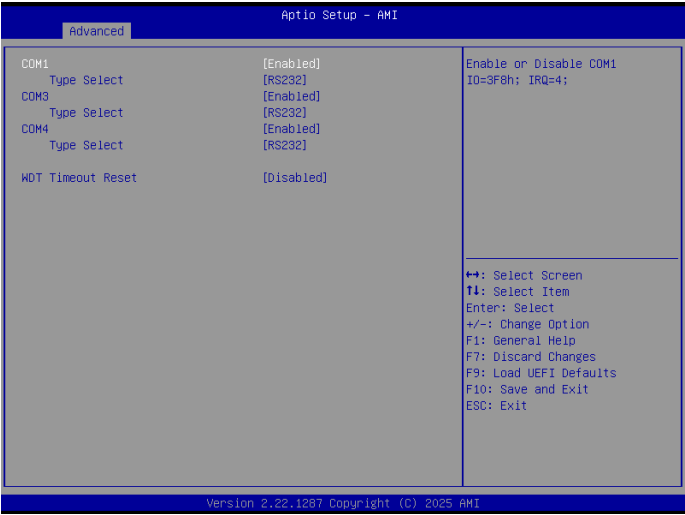 Aptio Setup - AMI
Advanced
COM1 [Enabled]
Type Select [RS232]
COM3 [Enabled]
Type Select [RS232]
COM4 [Enabled]
Type Select [RS232]
WDT Timeout Reset [Disabled]
Enable or Disable COM1
IO=3F8h; IRQ=4;
↔: Select Screen
↑↓: Select Item
Enter: Select
+/-: Change Option
F1: General Help
F7: Discard Changes
F9: Load UEFI Defaults
F10: Save and Exit
ESC: Exit
Version 2.22.1287 Copyright (C) 2025 AMI